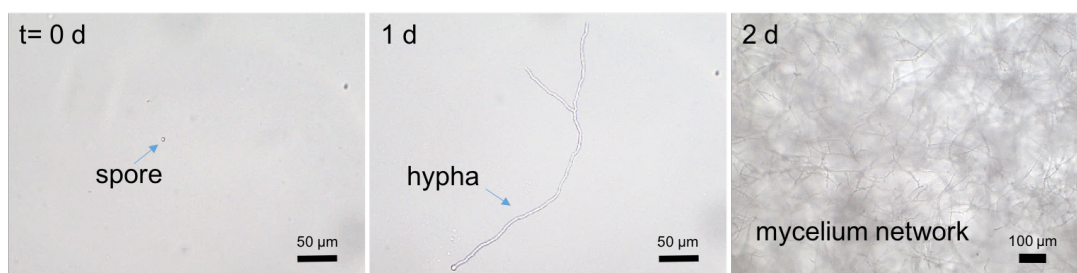 t= 0 d
spore
50 µm
1 d
hypha
50 µm
2 d
mycelium network
100 µm